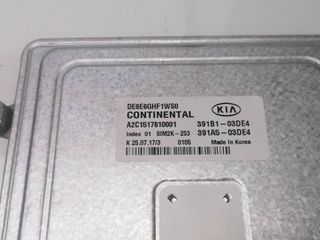 DE8E6GHF1WS0
CONTINENTAL KIA
A2C1517610001 391B1-03DE4
Index 01 SIM2K-253 391A5-03DE4
K 25.07.17/3 0105 Made in Korea